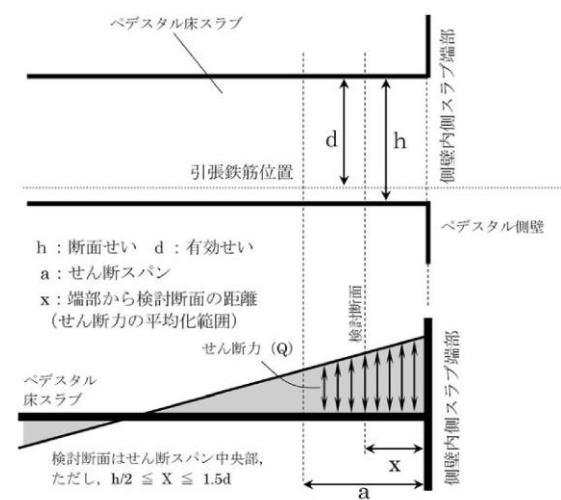 ペデスタル床スラブ
側壁内側スラブ端部
d
h
引張鉄筋位置
ペデスタル側壁
h：断面せい　d：有効せい
a：せん断スパン
x：端部から検討断面の距離
（せん断力の平均化範囲）
検討断面
せん断力（Q）
ペデスタル
床スラブ
側壁内側スラブ端部
検討断面はせん断スパン中央部，
ただし，h/2 ≦ X ≦ 1.5d
x
a